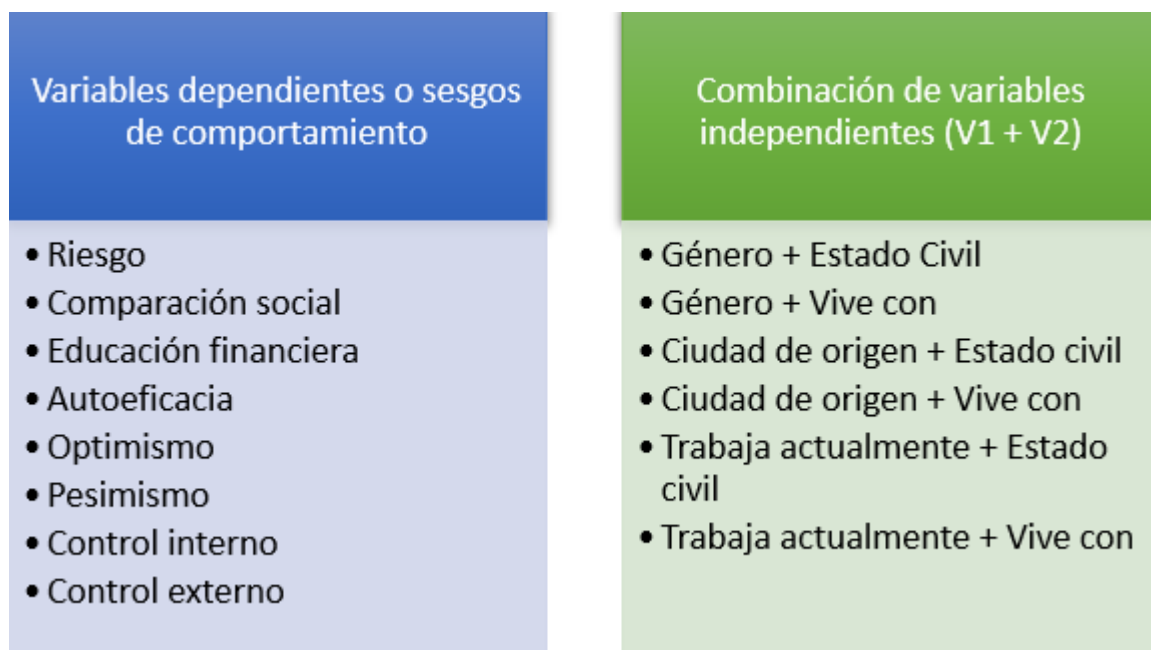 Variables dependientes o sesgos
de comportamiento
• Riesgo
• Comparación social
• Educación financiera
• Autoeficacia
• Optimismo
• Pesimismo
• Control interno
• Control externo
Combinación de variables
independientes (V1 + V2)
• Género + Estado Civil
• Género + Vive con
• Ciudad de origen + Estado civil
• Ciudad de origen + Vive con
• Trabaja actualmente + Estado
civil
• Trabaja actualmente + Vive con